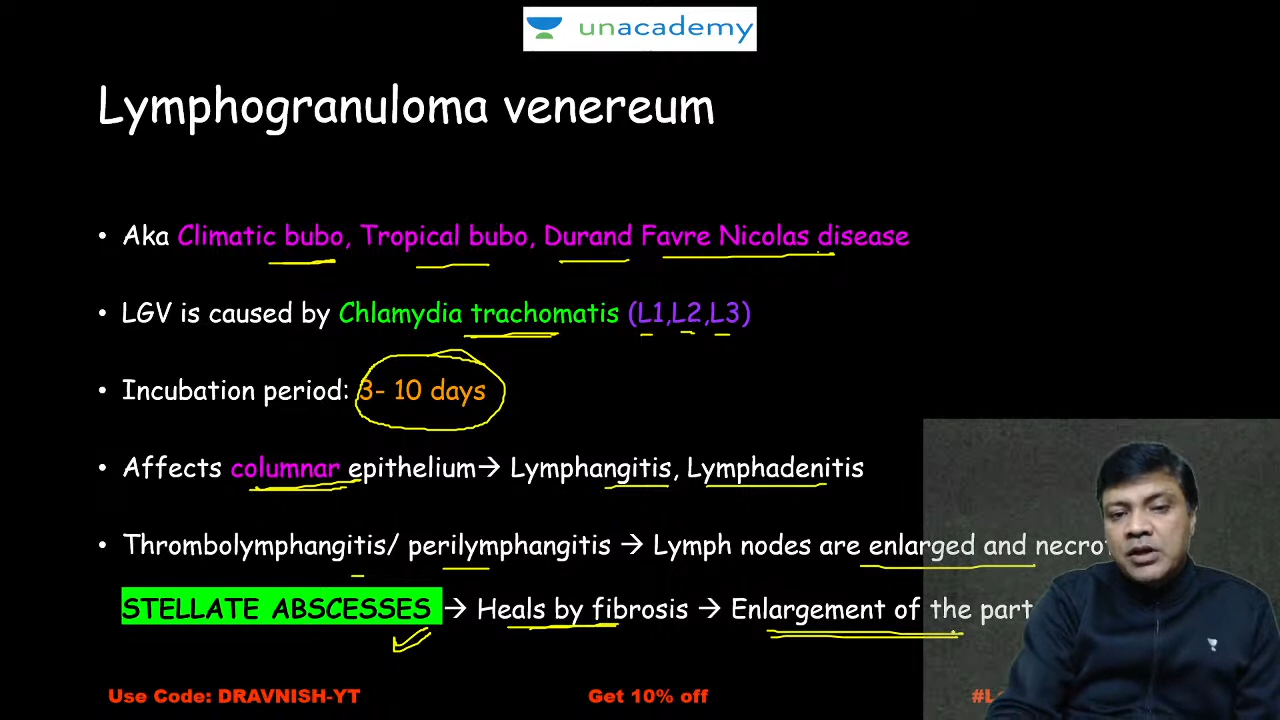 unacademy
Lymphogranuloma venereum
• Aka Climatic bubo, Tropical bubo, Durand Favre Nicolas disease
• LGV is caused by Chlamydia trachomatis (L1,L2,L3)
• Incubation period: 3- 10 days
• Affects columnar epithelium→ Lymphangitis, Lymphadenitis
• Thrombolymphangitis/ perilymphangitis → Lymph nodes are enlarged and
STELLATE ABSCESSES → Heals by fibrosis → Enlargement of the part
Use Code: DRAVNISH-YT Get 10% off